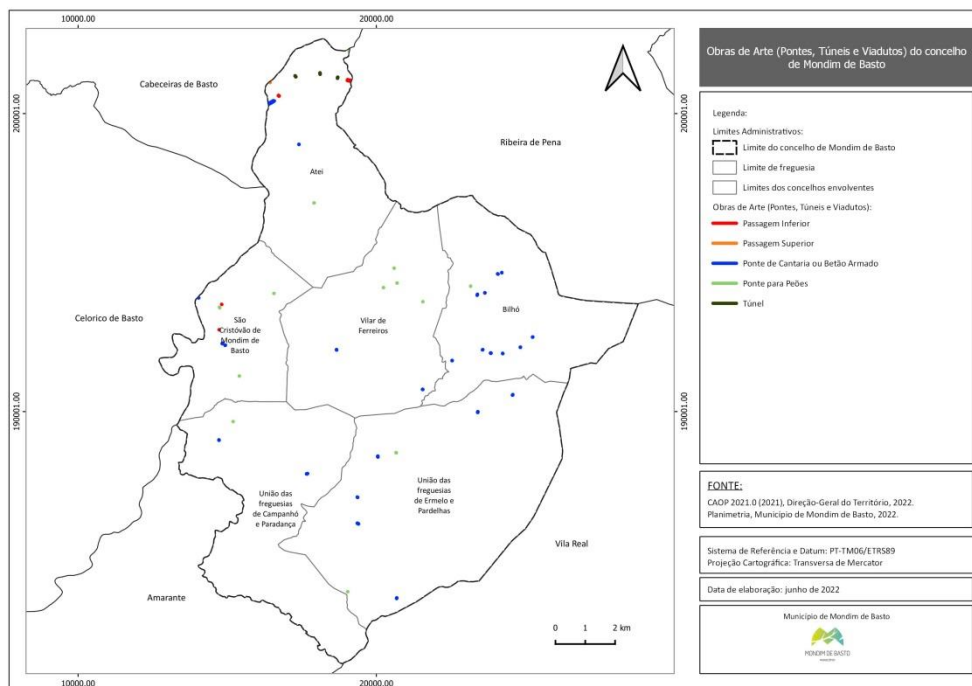 10000.00
20000.00
Cabeceiras de Basto
200001.00
200001.00
Ribeira de Pena
Atei
Celorico de Basto
São
Cristóvão de
Mondim de
Basto
Vilar de
Ferreiros
Bilhó
190001.00
190001.00
União das
freguesias
de Campanhó
e Paradança
União das
freguesias
de Ermelo e
Pardelhas
Vila Real
Amarante
0 1 2 km
10000.00
20000.00
Obras de Arte (Pontes, Túneis e Viadutos) do concelho
de Mondim de Basto
Legenda:
Limites Administrativos:
Limite do concelho de Mondim de Basto
Limite de freguesia
Limites dos concelhos envolventes
Obras de Arte (Pontes, Túneis e Viadutos):
Passagem Inferior
Passagem Superior
Ponte de Cantaria ou Betão Armado
Ponte para Peões
Túnel
FONTE:
CAOP 2021.0 (2021), Direção-Geral do Território, 2022.
Planimetria, Município de Mondim de Basto, 2022.
Sistema de Referência e Datum: PT-TM06/ETRS89
Projeção Cartográfica: Transversa de Mercator
Data de elaboração: junho de 2022
Município de Mondim de Basto
MONDIM DE BASTO